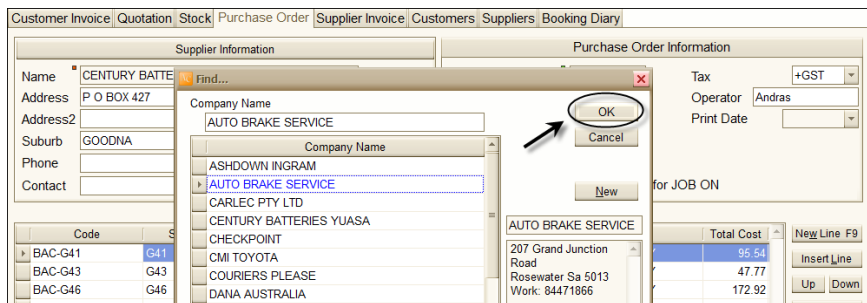 Customer Invoice Quotation Stock Purchase Order Supplier Invoice Customers Suppliers Booking Diary
Supplier Information
Purchase Order Information
Name CENTURY BATTE
Address P O BOX 427
Address2
Suburb GOODNA
Phone
Contact
Tax +GST
Operator Andras
Print Date
for JOB ON
Find...
Company Name
AUTO BRAKE SERVICE
Company Name
ASHDOWN INGRAM
AUTO BRAKE SERVICE
CARLEC PTY LTD
CENTURY BATTERIES YUASA
CHECKPOINT
CMI TOYOTA
COURIERS PLEASE
DANA AUSTRALIA
OK
Cancel
New
AUTO BRAKE SERVICE
207 Grand Junction
Road
Rosewater Sa 5013
Work: 84471866
Code S Total Cost
BAC-G41 G41 95.54
BAC-G43 G43 47.77
BAC-G46 G46 172.92
New Line F9
Insert Line
Up Down